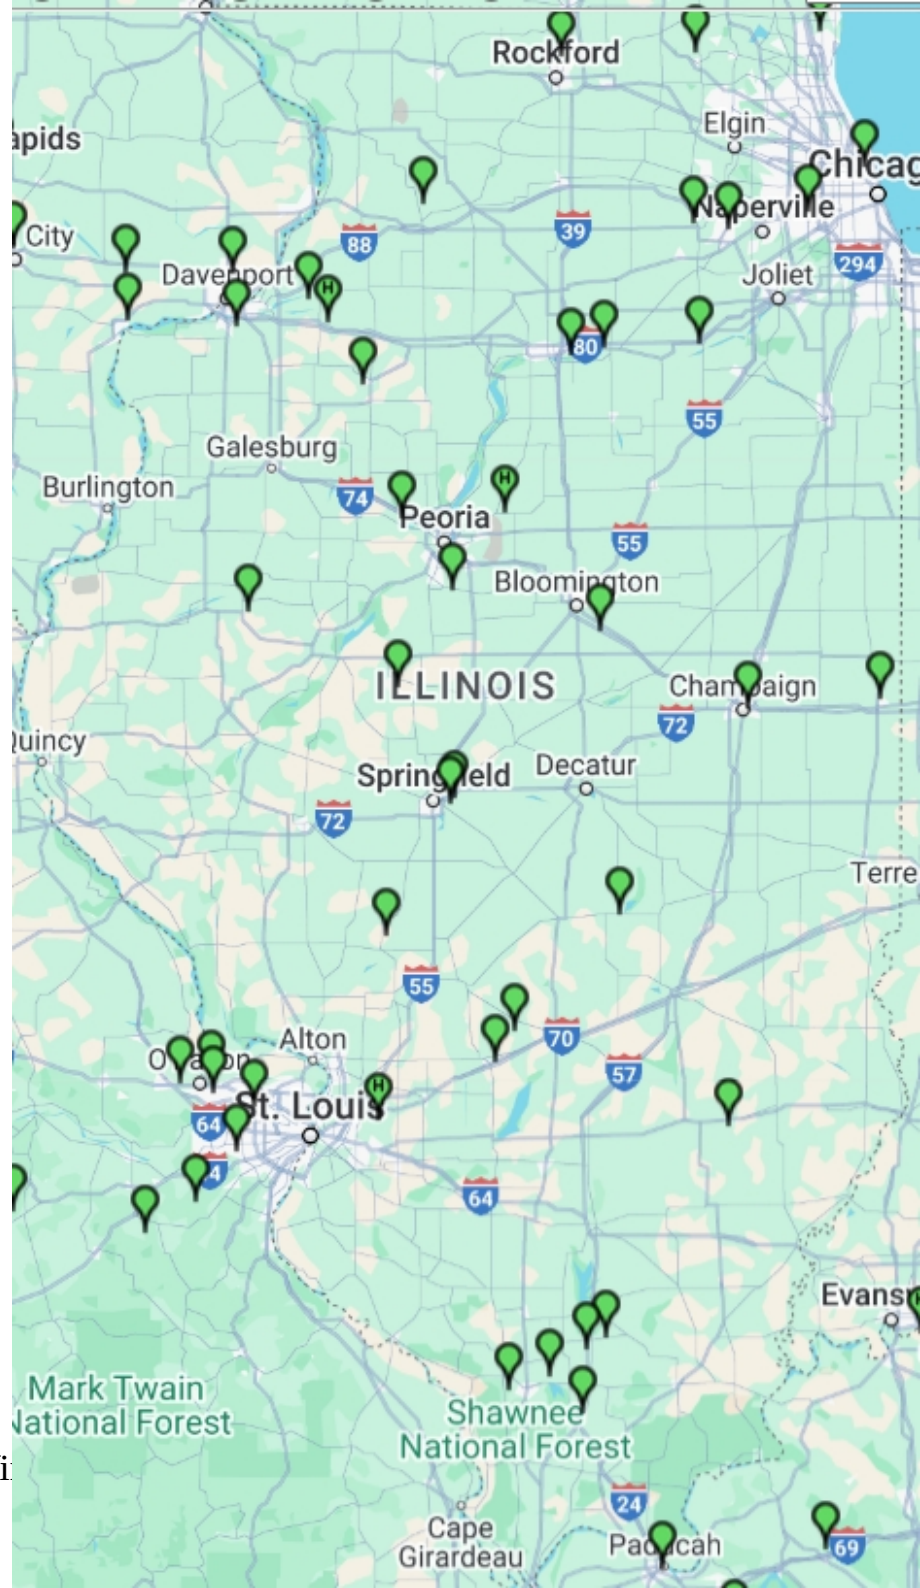 Rockford
Elgin
apids
Chicag
Naperville
City
88
39
294
Davenport
Joliet
H
80
55
Galesburg
Burlington
74
H
Peoria
55
Bloomington
ILLINOIS
Champaign
72
Quincy
Springfield
Decatur
72
Terre
55
70
Alton
57
H
St. Louis
64
64
Evans
Mark Twain
National Forest
Shawnee
National Forest
24
Cape
Girardeau
Paducah
69